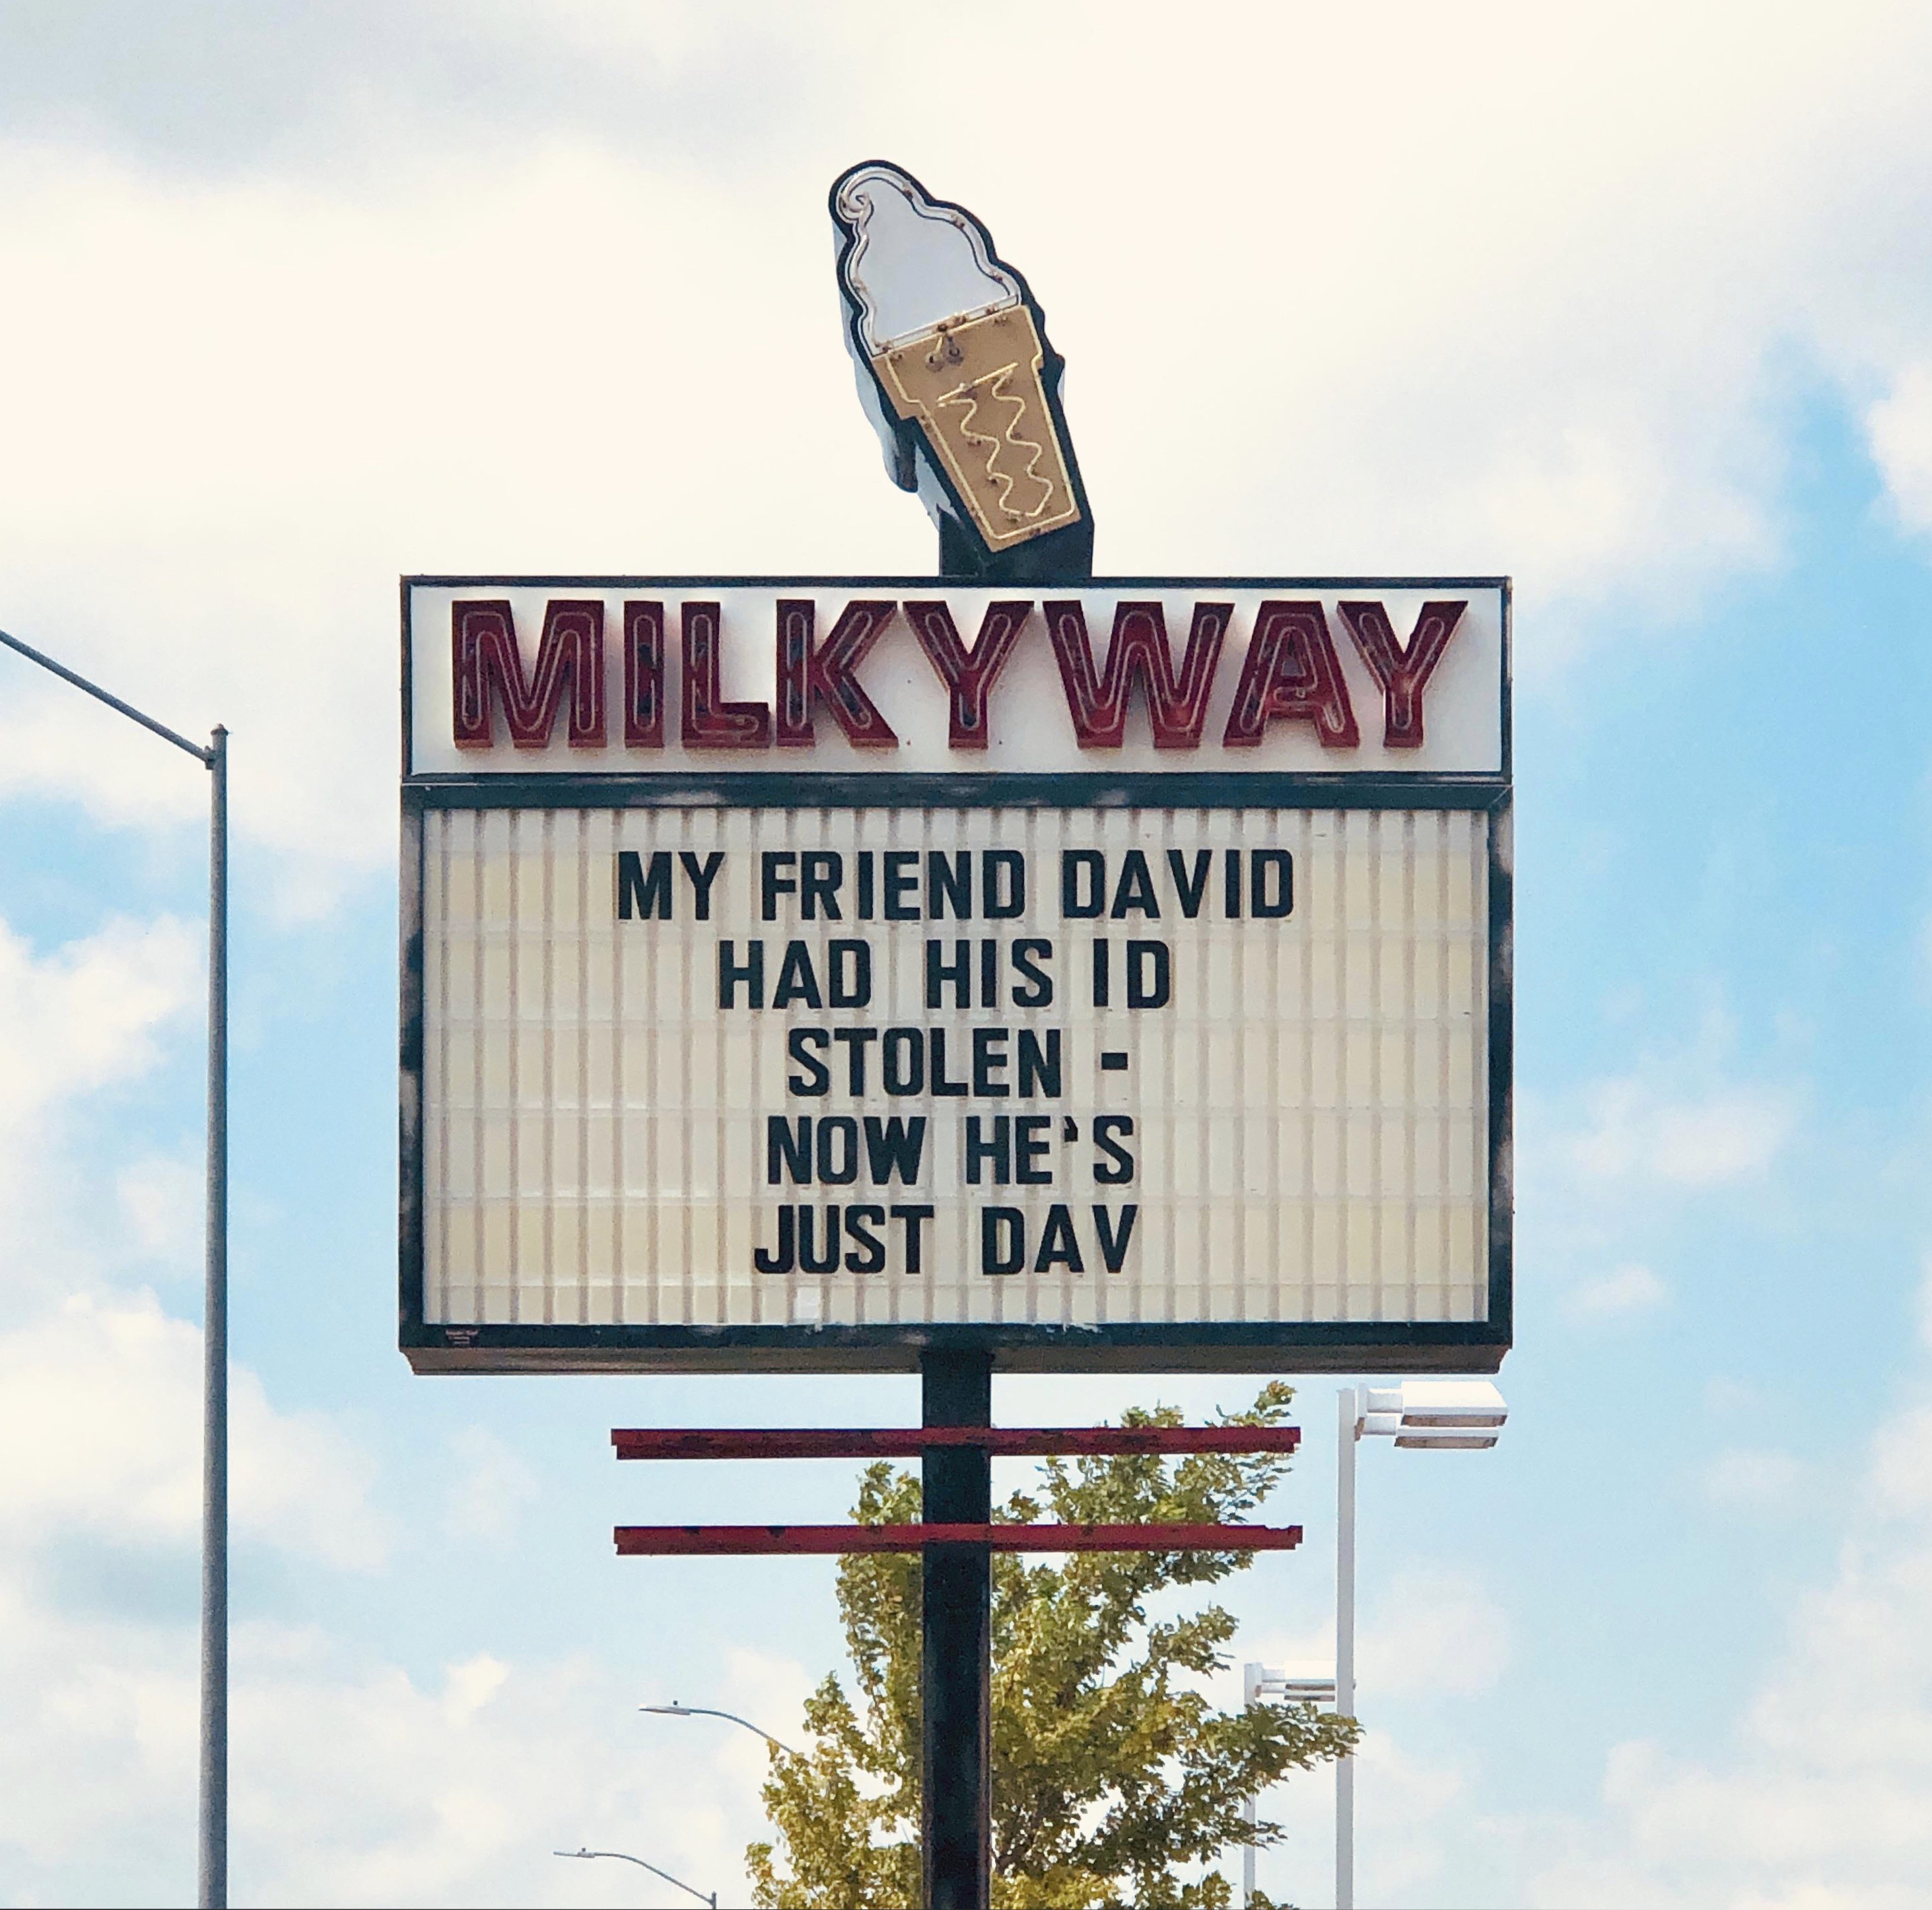 MILKYWAY
MY FRIEND DAVID
HAD HIS ID
STOLEN -
NOW HE'S
JUST DAV